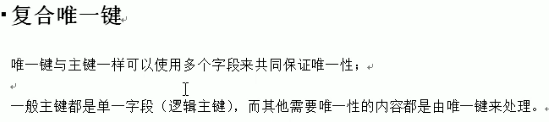 ▪复合唯一键
唯一键与主键一样可以使用多个字段来共同保证唯一性；
一般主键都是单一字段（逻辑主键），而其他需要唯一性的内容都是由唯一键来处理。